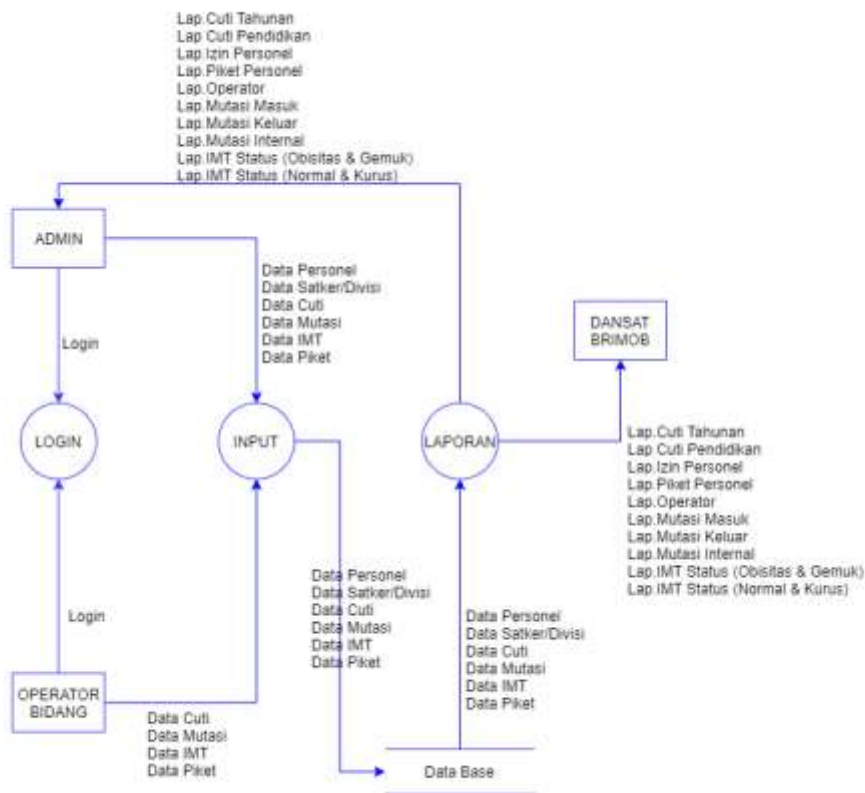 Lap.Cuti Tahunan
Lap Cuti Pendidikan
Lap.Izin Personel
Lap.Piket Personel
Lap.Operator
Lap.Mutasi Masuk
Lap.Mutasi Keluar
Lap.Mutasi Internal
Lap.IMT Status (Obisitas & Gemuk)
Lap.IMT Status (Normal & Kurus)
ADMIN
Data Personel
Data Satker/Divisi
Data Cuti
Data Mutasi
Data IMT
Data Piket
DANSAT
BRIMOB
Login
LOGIN
INPUT
LAPORAN
Lap.Cuti Tahunan
Lap Cuti Pendidikan
Lap.Izin Personel
Lap.Piket Personel
Lap.Operator
Lap.Mutasi Masuk
Lap.Mutasi Keluar
Lap.Mutasi Internal
Lap.IMT Status (Obisitas & Gemuk)
Lap.IMT Status (Normal & Kurus)
Data Personel
Data Satker/Divisi
Data Cuti
Data Mutasi
Data IMT
Data Piket
Login
Data Personel
Data Satker/Divisi
Data Cuti
Data Mutasi
Data IMT
Data Piket
OPERATOR
BIDANG
Data Cuti
Data Mutasi
Data IMT
Data Piket
Data Base